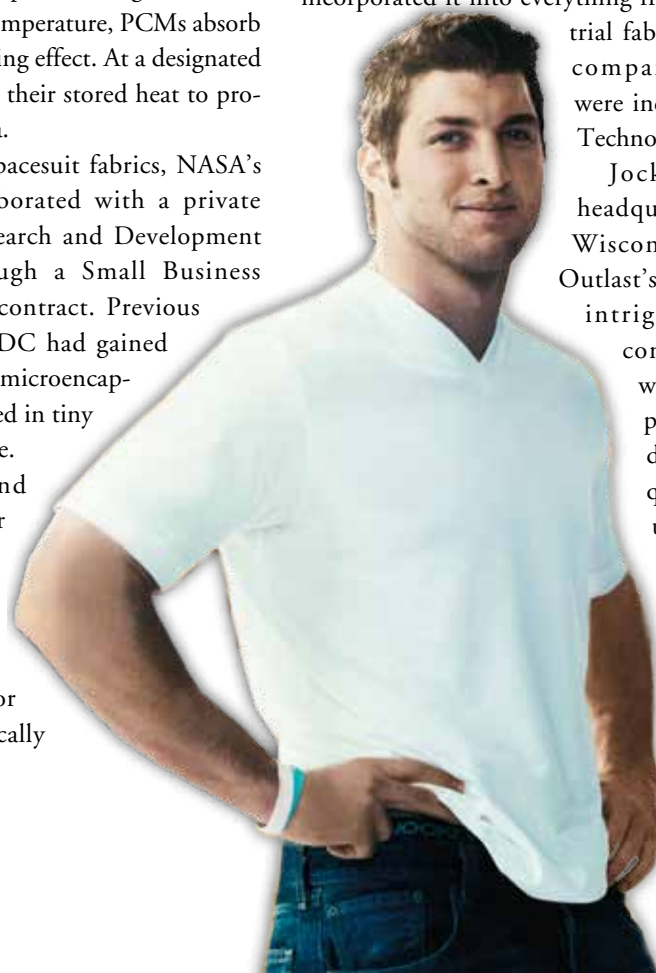 mperature, PCMs absorb
ing effect. At a designated
their stored heat to pro-
pacesuit fabrics, NASA's
borated with a private
earch and Development
ugh a Small Business
contract. Previous
DC had gained
microencap-
ed in tiny
e.
nd
r
or
cally
incorporated it into everything
trial fab
compa
were in
Techno
Jock
headqu
Wiscon
Outlast's
intrig
con
w
p
d
q
u
JOCK